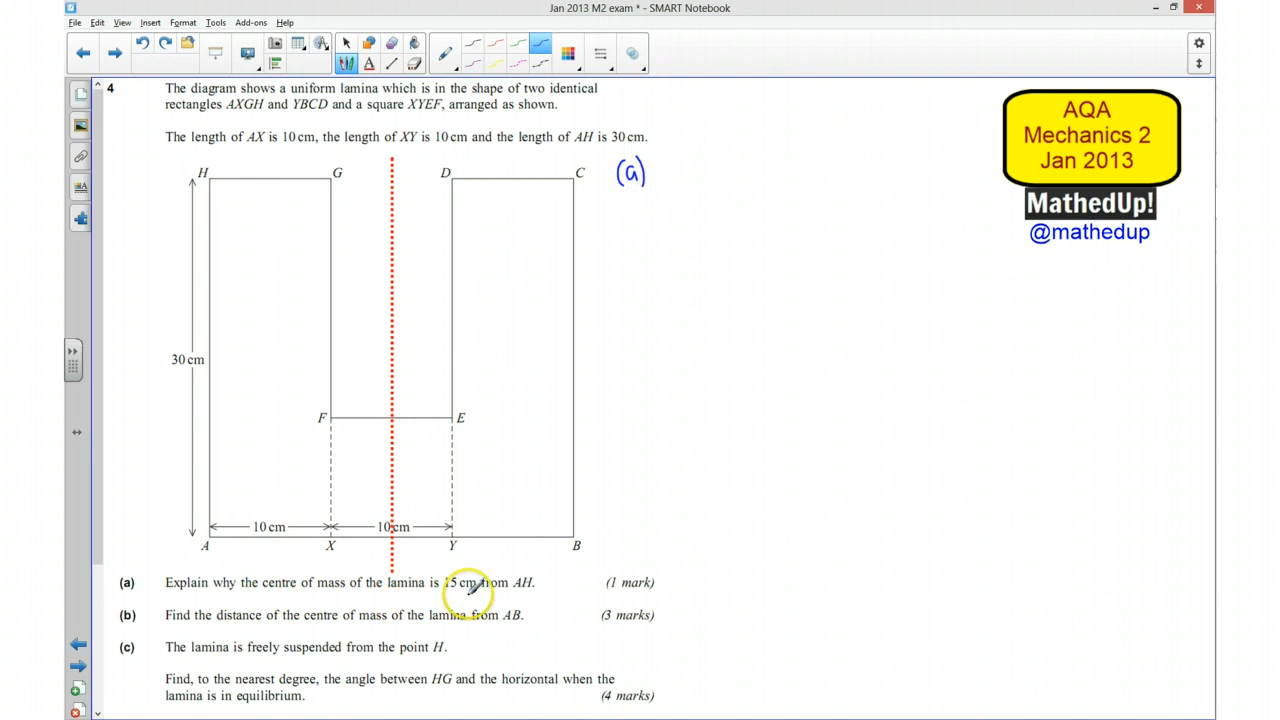 Jan 2013 M2 exam * - SMART Notebook
File Edit View Insert Format Tools Add-ons Help
4 The diagram shows a uniform lamina which is in the shape of two identical
rectangles AXGH and YBCD and a square XYEF, arranged as shown.
The length of AX is 10 cm, the length of XY is 10 cm and the length of AH is 30 cm.
H G D C (a)
30 cm
F E
10 cm 10 cm
A X Y B
(a) Explain why the centre of mass of the lamina is 15 cm from AH. (1 mark)
(b) Find the distance of the centre of mass of the lamina from AB. (3 marks)
(c) The lamina is freely suspended from the point H.
Find, to the nearest degree, the angle between HG and the horizontal when the
lamina is in equilibrium. (4 marks)
AQA
Mechanics 2
Jan 2013
MathedUp!
@mathedup